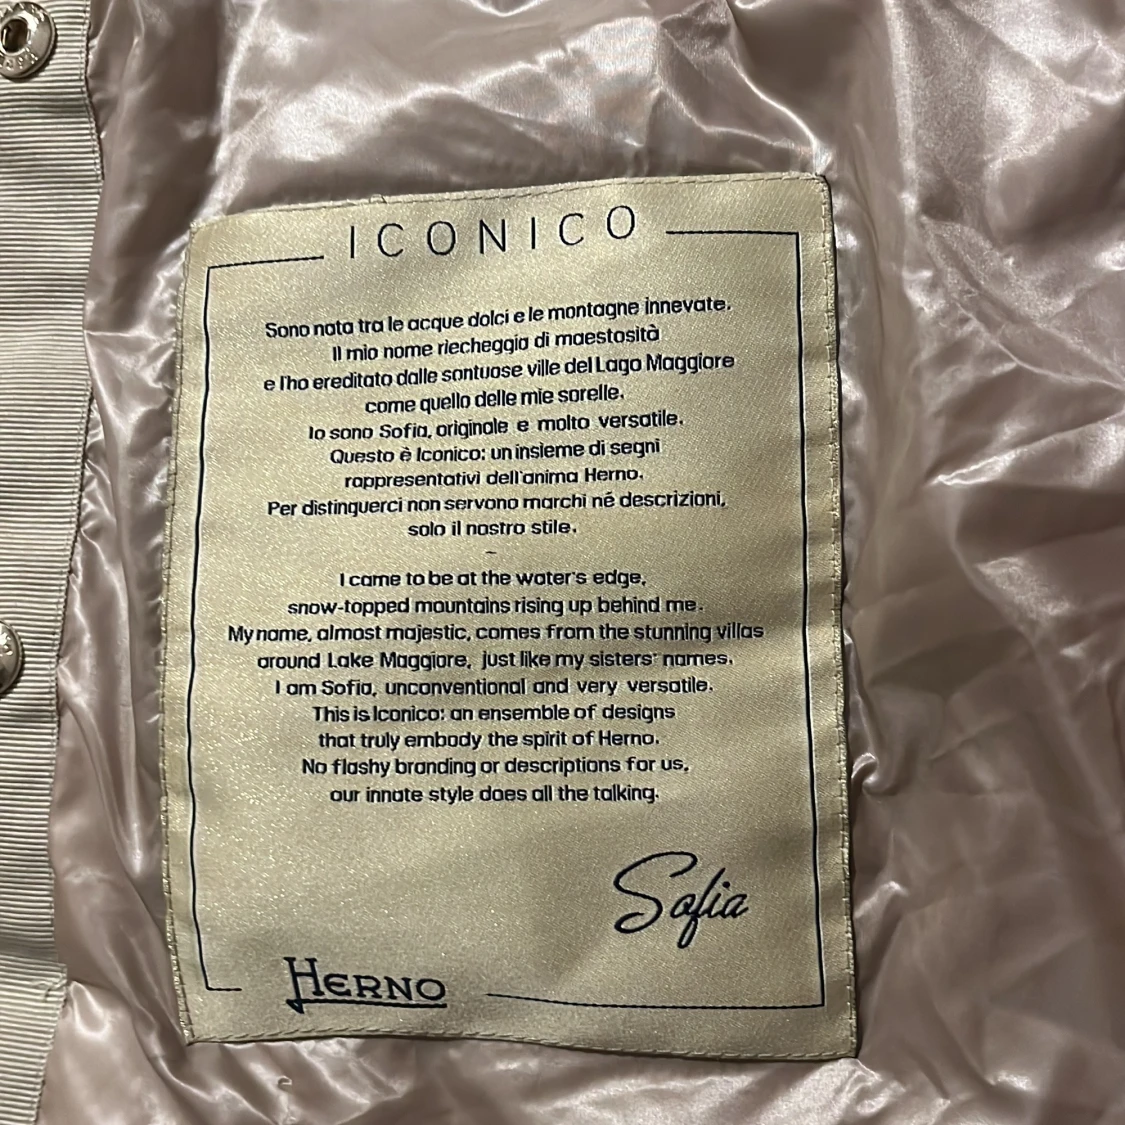 ICONICO
Sono nata tra le acque dolci e le montagne innevate.
Il mio nome riecheggia di maestosità
e l'ho ereditato dalle sontuose ville del Lago Maggiore
come quello delle mie sorelle.
Io sono Sofia, originale e molto versatile.
Questo è Iconico: un insieme di segni
rappresentativi dell'anima Herno.
Per distinguerci non servono marchi né descrizioni,
solo il nostro stile.
~
I came to be at the water's edge,
snow-topped mountains rising up behind me.
My name, almost majestic, comes from the stunning villas
around Lake Maggiore, just like my sisters' names.
I am Sofia, unconventional and very versatile.
This is Iconico: an ensemble of designs
that truly embody the spirit of Herno.
No flashy branding or descriptions for us,
our innate style does all the talking.
Sofia
HERNO